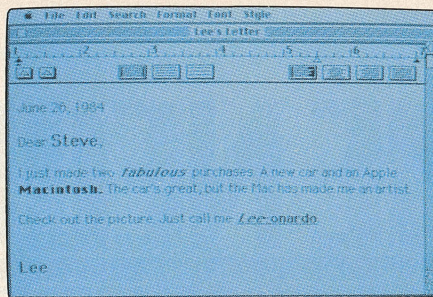 File Edit Search Format Font Style
Lee's Letter
1 2 3 4 5 6 7
June 26, 1984
Dear Steve,
I just made two fabulous purchases. A new car and an Apple
Macintosh. The car's great, but the Mac has made me an artist.
Check out the picture. Just call me Lee-onardo.
Lee